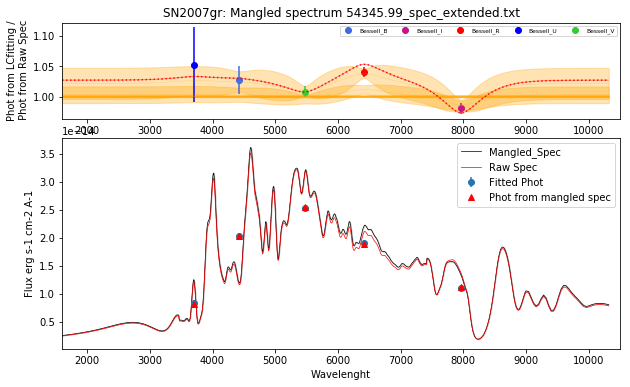 SN2007gr: Mangled spectrum 54345.99_spec_extended.txt
Phot from LCfitting /
Phot from Raw Spec
1.10
1.05
1.00
Bessell_B
Bessell_I
Bessell_R
Bessell_U
Bessell_V
2000 3000 4000 5000 6000 7000 8000 9000 10000
1e−14
Flux erg s-1 cm-2 A-1
3.5
3.0
2.5
2.0
1.5
1.0
0.5
Mangled_Spec
Raw Spec
Fitted Phot
Phot from mangled spec
2000 3000 4000 5000 6000 7000 8000 9000 10000
Wavelenght